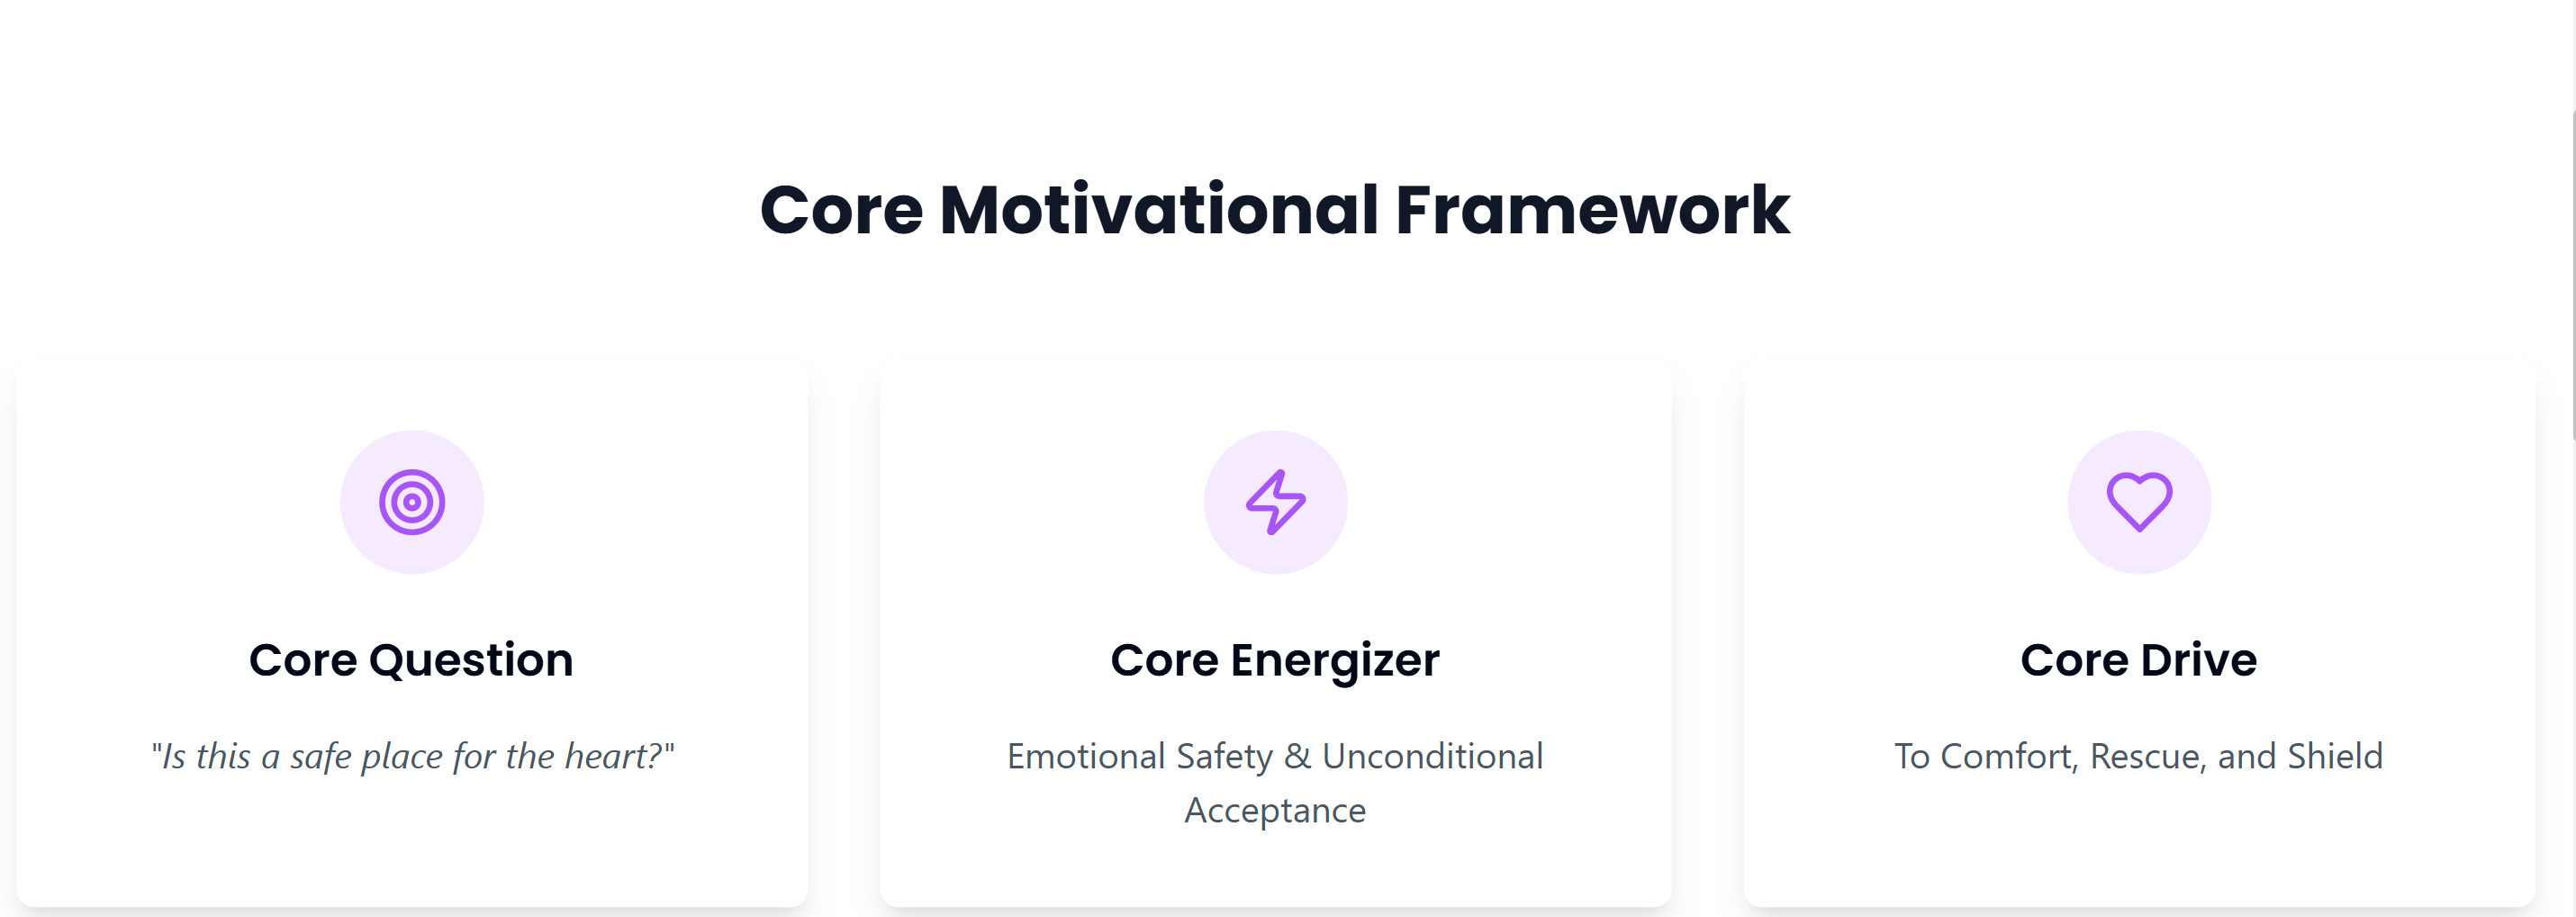 Core Motivational Framework
Core Question
"Is this a safe place for the heart?"
Core Energizer
Emotional Safety & Unconditional
Acceptance
Core Drive
To Comfort, Rescue, and Shield